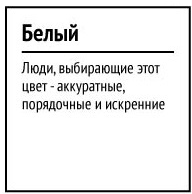 Белый
Люди, выбирающие этот
цвет - аккуратные,
порядочные и искренние